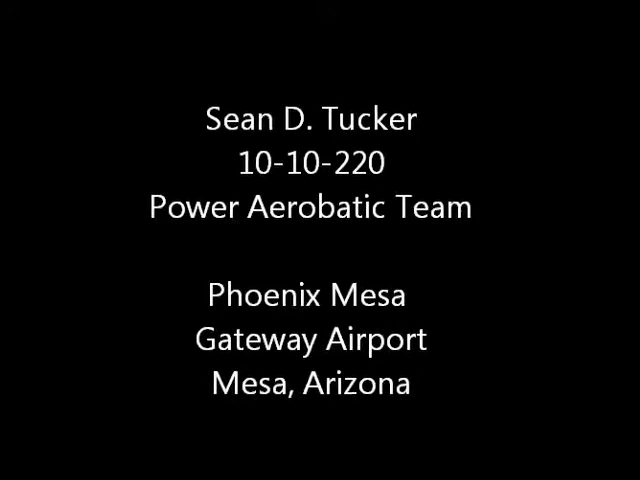 Sean D. Tucker
10-10-220
Power Aerobatic Team
Phoenix Mesa
Gateway Airport
Mesa, Arizona